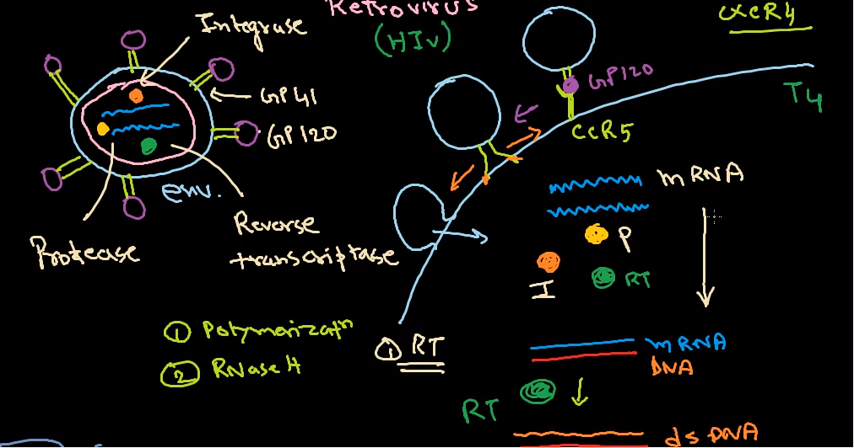 Retrovirus
(HIV)
CXCR4
Integrase
GP41
GP120
env.
Protease
Reverse
transcriptase
GP120
CCR5
T4
mRNA
P
I
RT
① Polymerizatn
② RNase H
① RT
mRNA
DNA
RT
ds DNA